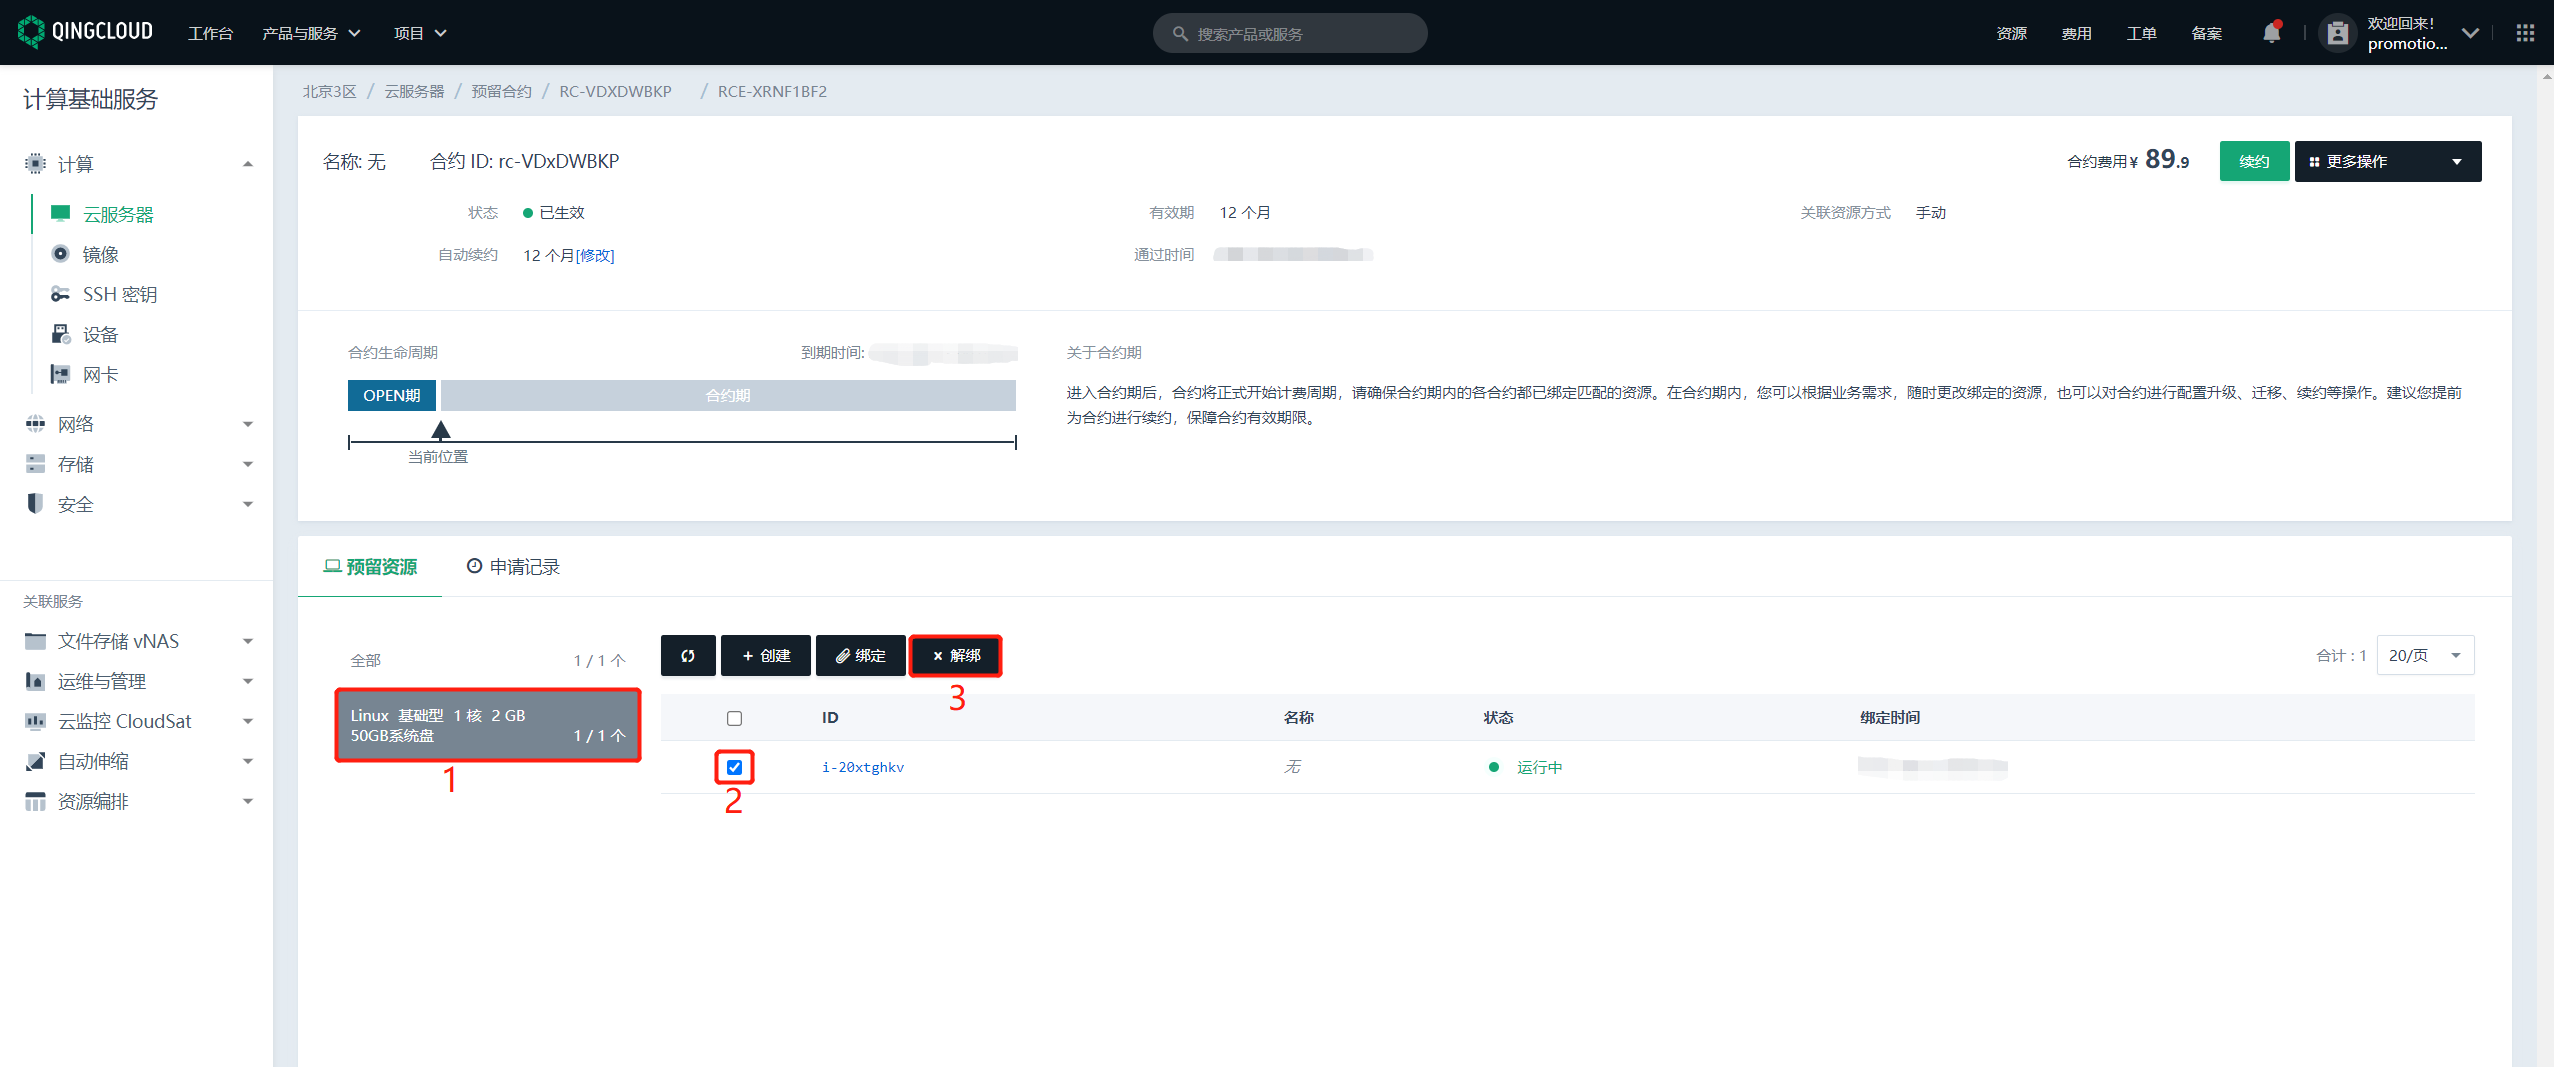 QINGCLOUD
工作台
产品与服务
项目
搜索产品或服务
资源
费用
工单
备案
欢迎回来!
promotio...
计算基础服务
计算
云服务器
镜像
SSH 密钥
设备
网卡
网络
存储
安全
关联服务
文件存储 vNAS
运维与管理
云监控 CloudSat
自动伸缩
资源编排
北京3区 / 云服务器 / 预留合约 / RC-VDXDWBKP / RCE-XRNF1BF2
名称: 无 合约 ID: rc-VDxDWBKP
合约费用¥ 89.9
续约
更多操作
状态 已生效
有效期 12 个月
关联资源方式 手动
自动续约 12 个月[修改]
通过时间
合约生命周期
到期时间:
OPEN期
合约期
当前位置
关于合约期
进入合约期后，合约将正式开始计费周期，请确保合约期内的各合约都已绑定匹配的资源。在合约期内，您可以根据业务需求，随时更改绑定的资源，也可以对合约进行配置升级、迁移、续约等操作。建议您提前
为合约进行续约，保障合约有效期限。
预留资源
申请记录
全部 1 / 1 个
Linux 基础型 1 核 2 GB
50GB系统盘 1 / 1 个
1
+ 创建
绑定
× 解绑
3
合计 : 1
20/页
ID 名称 状态 绑定时间
i-20xtghkv 无 运行中
2